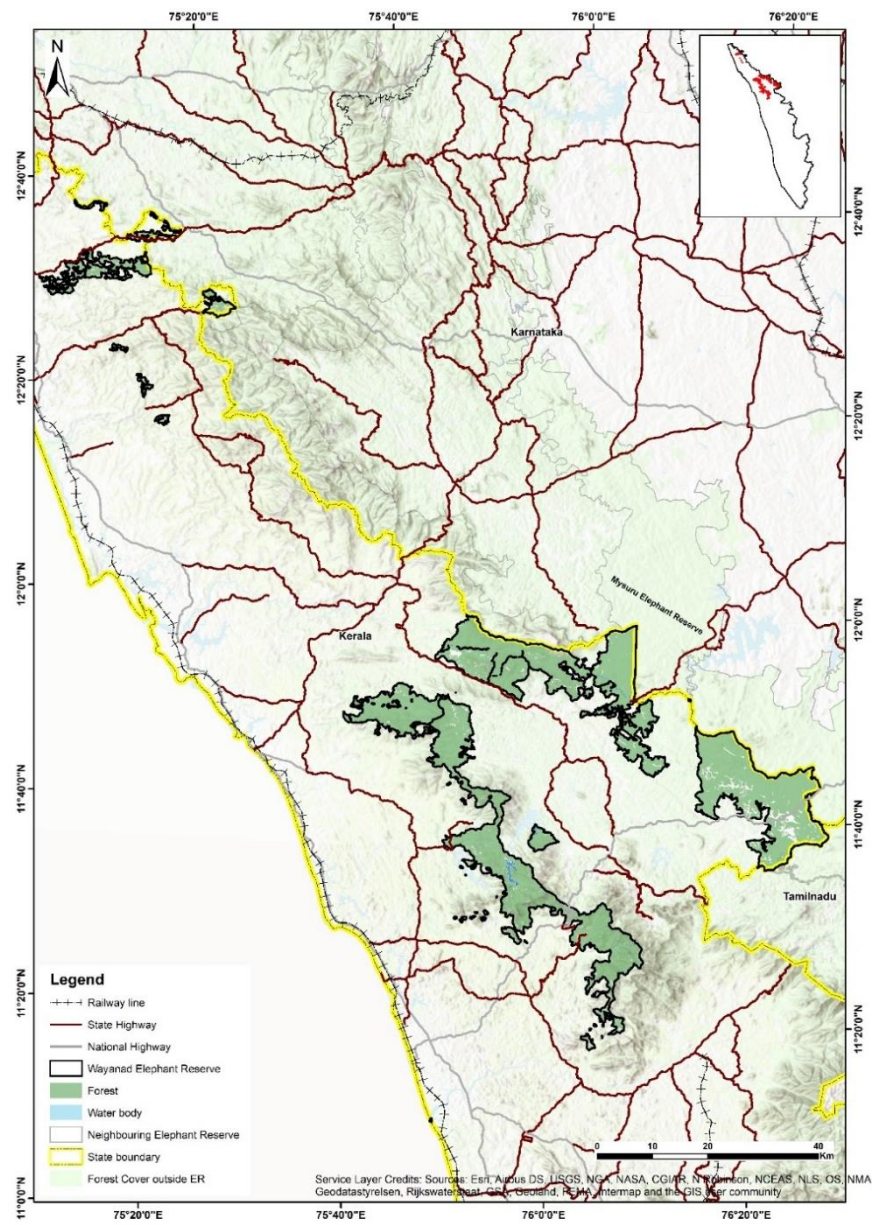 75°20'0"E 75°40'0"E 76°0'0"E 76°20'0"E
N
12°40'0"N
12°40'0"N
Karnataka
12°20'0"N
12°20'0"N
Mysuru Elephant Reserve
12°0'0"N
12°0'0"N
Kerala
11°40'0"N
11°40'0"N
Tamilnadu
Legend
Railway line
State Highway
National Highway
Wayanad Elephant Reserve
Forest
Water body
Neighbouring Elephant Reserve
State boundary
Forest Cover outside ER
11°20'0"N
11°20'0"N
0 10 20 40
Km
Service Layer Credits: Sources: Esri, Airbus DS, USGS, NGA, NASA, CGIAR, N Robinson, NCEAS, NLS, OS, NMA
Geodatastyrelsen, Rijkswaterstaat, GSA, Geoland, FEMA, Intermap and the GIS user community
11°0'0"N
75°20'0"E 75°40'0"E 76°0'0"E 76°20'0"E